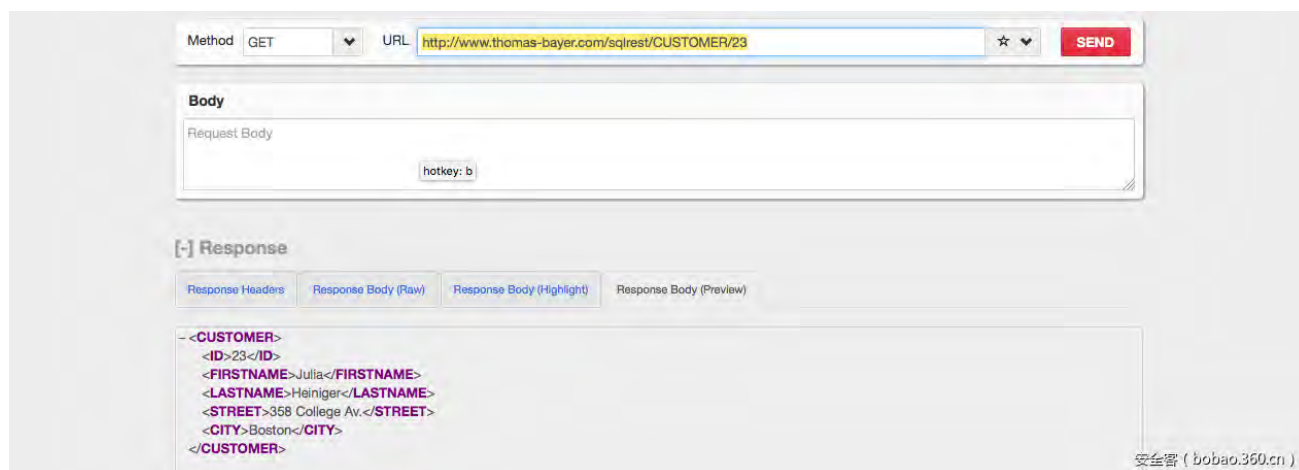 Method GET URL http://www.thomas-bayer.com/sqlrest/CUSTOMER/23 SEND
Body
Request Body
hotkey: b
[-] Response
Response Headers Response Body (Raw) Response Body (Highlight) Response Body (Preview)
– <CUSTOMER>
<ID>23</ID>
<FIRSTNAME>Julia</FIRSTNAME>
<LASTNAME>Heiniger</LASTNAME>
<STREET>358 College Av.</STREET>
<CITY>Boston</CITY>
</CUSTOMER>
安全客 ( bobao.360.cn )